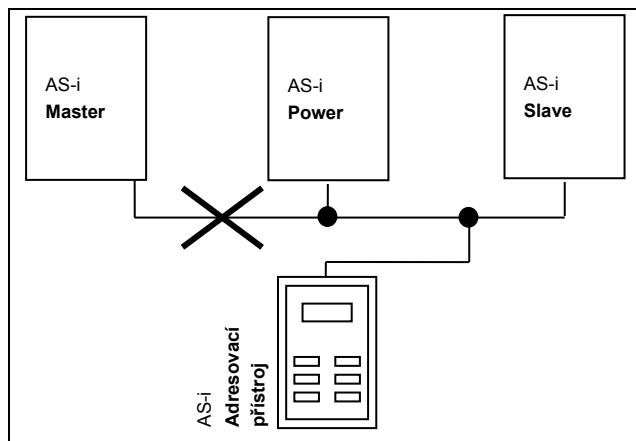 AS-i
Master
AS-i
Power
AS-i
Slave
AS-i
Adresovací
přístroj